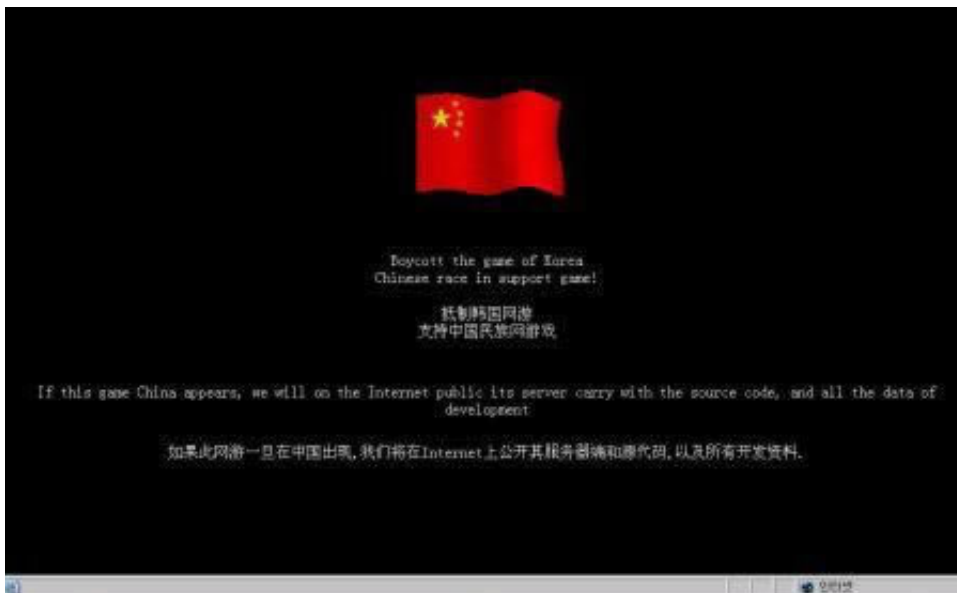 Boycott the game of Korea
Chinese race in support game!
抵制韩国网游
支持中国民族网游戏
If this game China appears, we will on the Internet public its server carry with the source code, and all the data of
development
如果此网游一旦在中国出现,我们将在Internet上公开其服务器端和源代码,以及所有开发资料.
인터넷